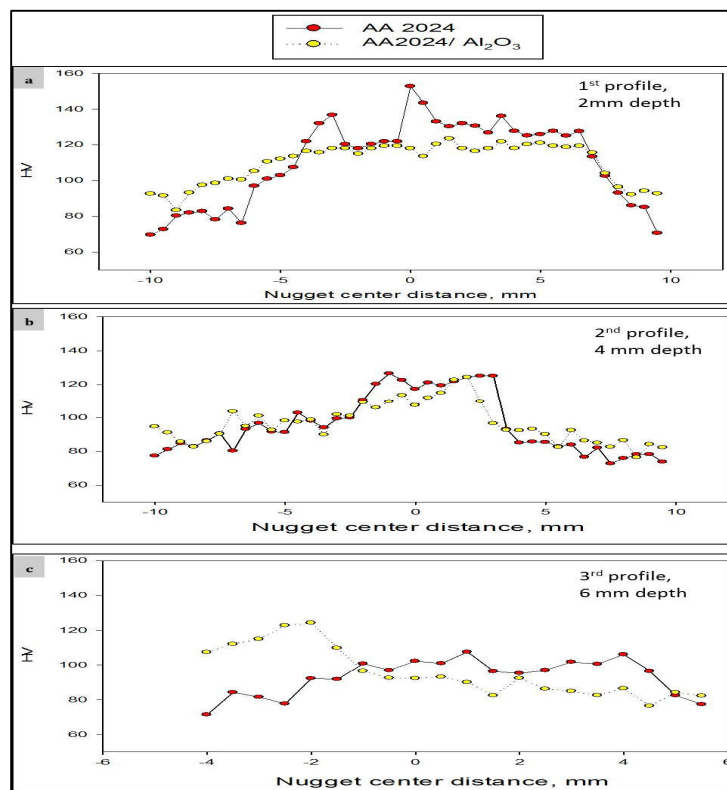 AA 2024
AA2024/ Al₂O₃
a
1st profile,
2mm depth
160
140
120
100
80
60
HV
-10
-5
0
5
10
Nugget center distance, mm
b
2nd profile,
4 mm depth
160
140
120
100
80
60
HV
-10
-5
0
5
10
Nugget center distance, mm
c
3rd profile,
6 mm depth
160
140
120
100
80
60
HV
-6
-4
-2
0
2
4
6
Nugget center distance, mm